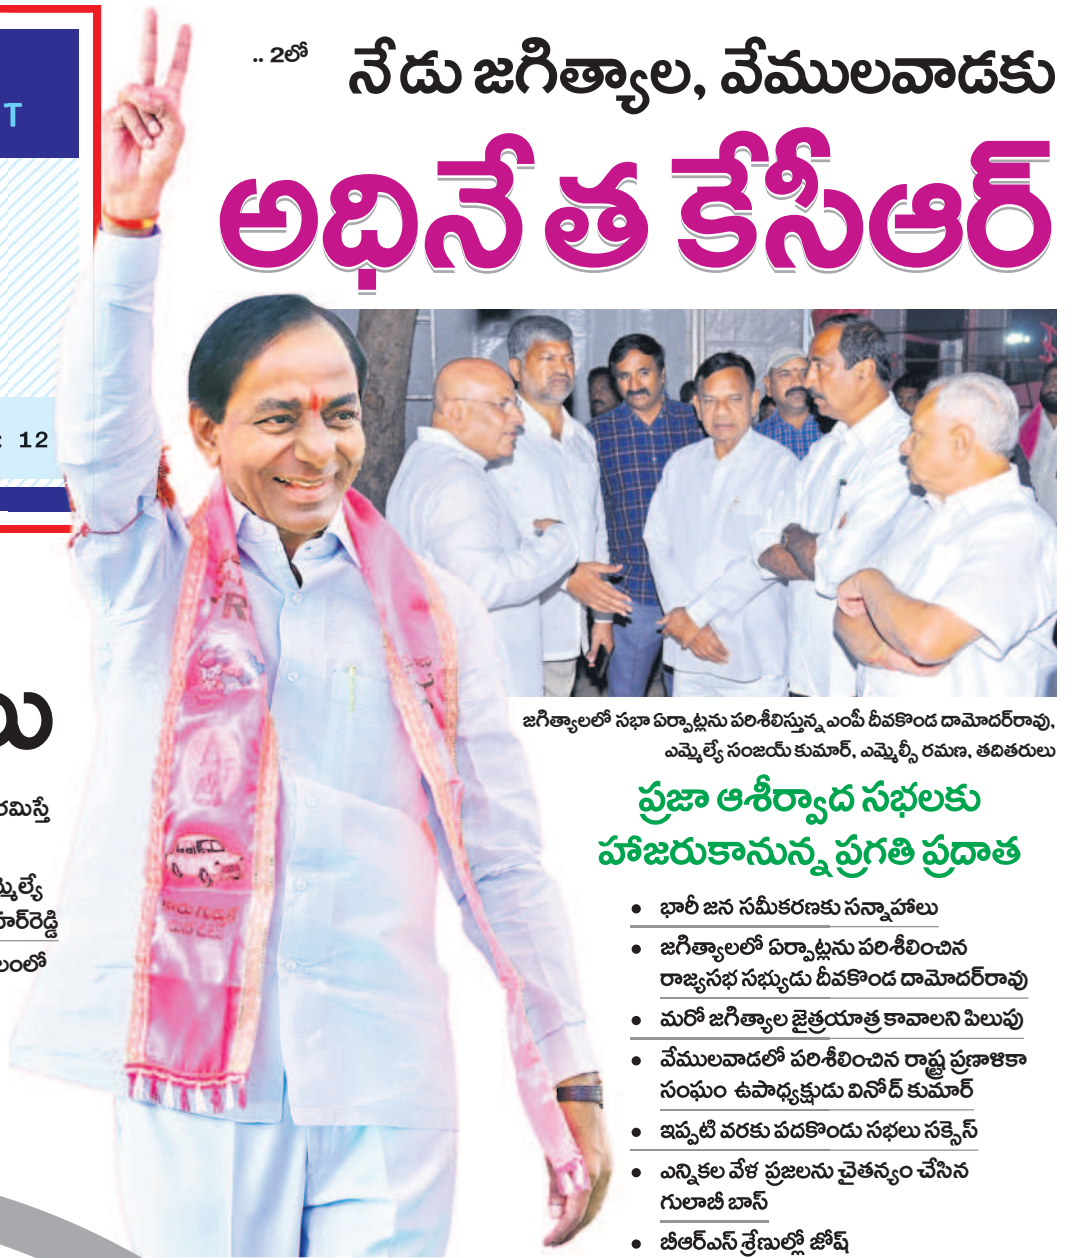 .. 2లో
నేడు జగిత్యాల, వేములవాడకు
అధినేత కేసీఆర్
T
: 12
జగిత్యాలలో సభా ఏర్పాట్లను పరిశీలిస్తున్న ఎంపీ దీవకొండ దామోదర్‌రావు,
ఎమ్మెల్యే సంజయ్ కుమార్, ఎమ్మెల్సీ రమణ, తదితరులు
ప్రజా ఆశీర్వాద సభలకు
హాజరుకానున్న ప్రగతి ప్రదాత
• భారీ జన సమీకరణకు సన్నాహాలు
• జగిత్యాలలో ఏర్పాట్లను పరిశీలించిన
రాజ్యసభ సభ్యుడు దీవకొండ దామోదర్‌రావు
• మరో జగిత్యాల జైత్రయాత్ర కావాలని పిలుపు
• వేములవాడలో పరిశీలించిన రాష్ట్ర ప్రణాళికా
సంఘం ఉపాధ్యక్షుడు వినోద్ కుమార్
• ఇప్పటి వరకు పదకొండు సభలు సక్సెస్
• ఎన్నికల వేళ ప్రజలను చైతన్యం చేసిన
గులాబీ బాస్
• బీఆర్ఎస్ శ్రేణుల్లో జోష్